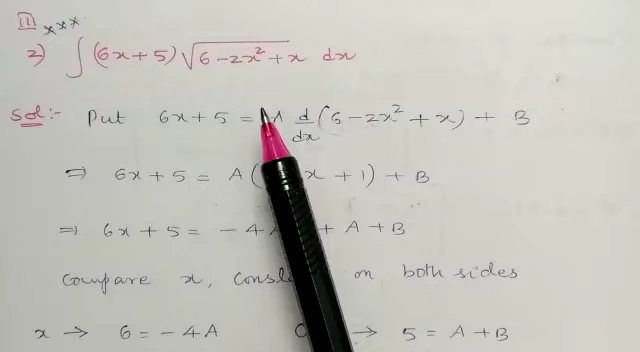 III ***
2) ∫ (6x+5) √(6-2x²+x) dx
Sol:- Put 6x+5 = A d/dx (6-2x²+x) + B
⇒ 6x+5 = A( x+1) + B
⇒ 6x+5 = -4A + A+B
Compare x, on both sides
x → 6 = -4A → 5 = A+B